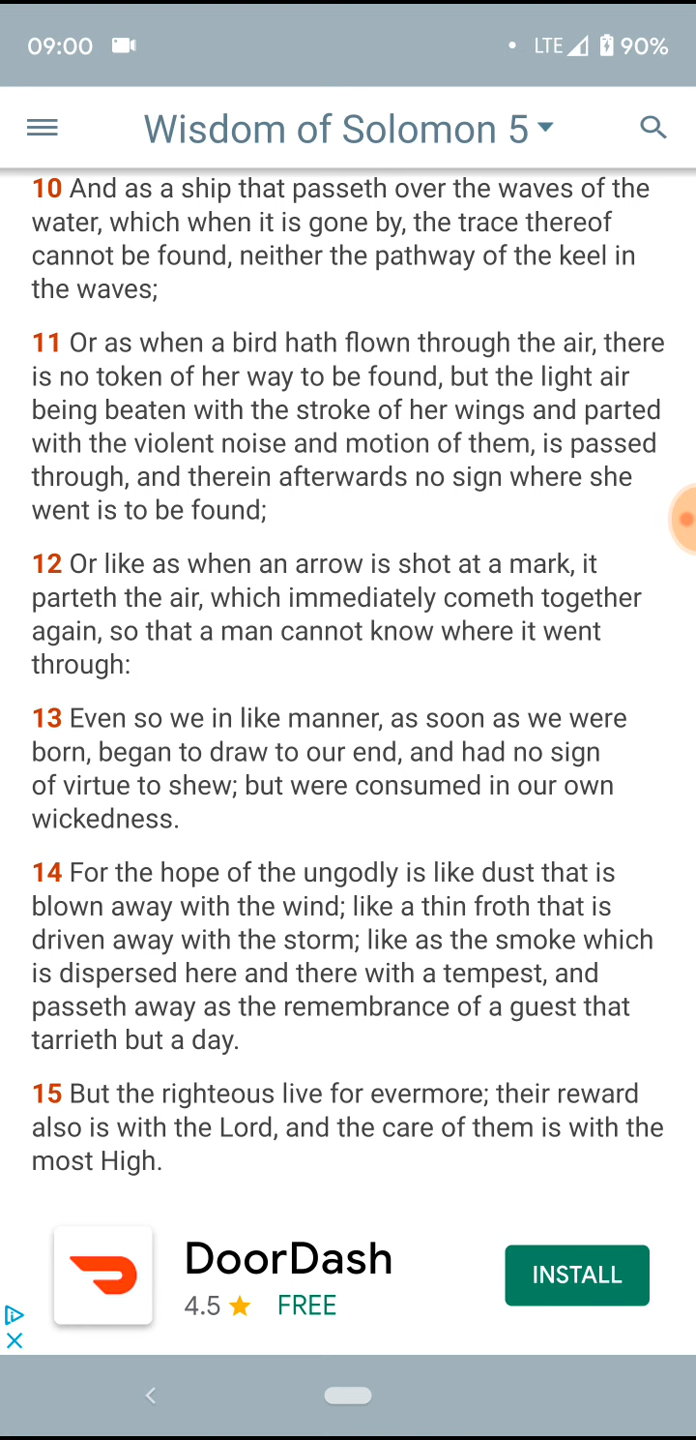 09:00
LTE 90%
Wisdom of Solomon 5
10 And as a ship that passeth over the waves of the
water, which when it is gone by, the trace thereof
cannot be found, neither the pathway of the keel in
the waves;
11 Or as when a bird hath flown through the air, there
is no token of her way to be found, but the light air
being beaten with the stroke of her wings and parted
with the violent noise and motion of them, is passed
through, and therein afterwards no sign where she
went is to be found;
12 Or like as when an arrow is shot at a mark, it
parteth the air, which immediately cometh together
again, so that a man cannot know where it went
through:
13 Even so we in like manner, as soon as we were
born, began to draw to our end, and had no sign
of virtue to shew; but were consumed in our own
wickedness.
14 For the hope of the ungodly is like dust that is
blown away with the wind; like a thin froth that is
driven away with the storm; like as the smoke which
is dispersed here and there with a tempest, and
passeth away as the remembrance of a guest that
tarrieth but a day.
15 But the righteous live for evermore; their reward
also is with the Lord, and the care of them is with the
most High.
DoorDash
4.5 FREE
INSTALL